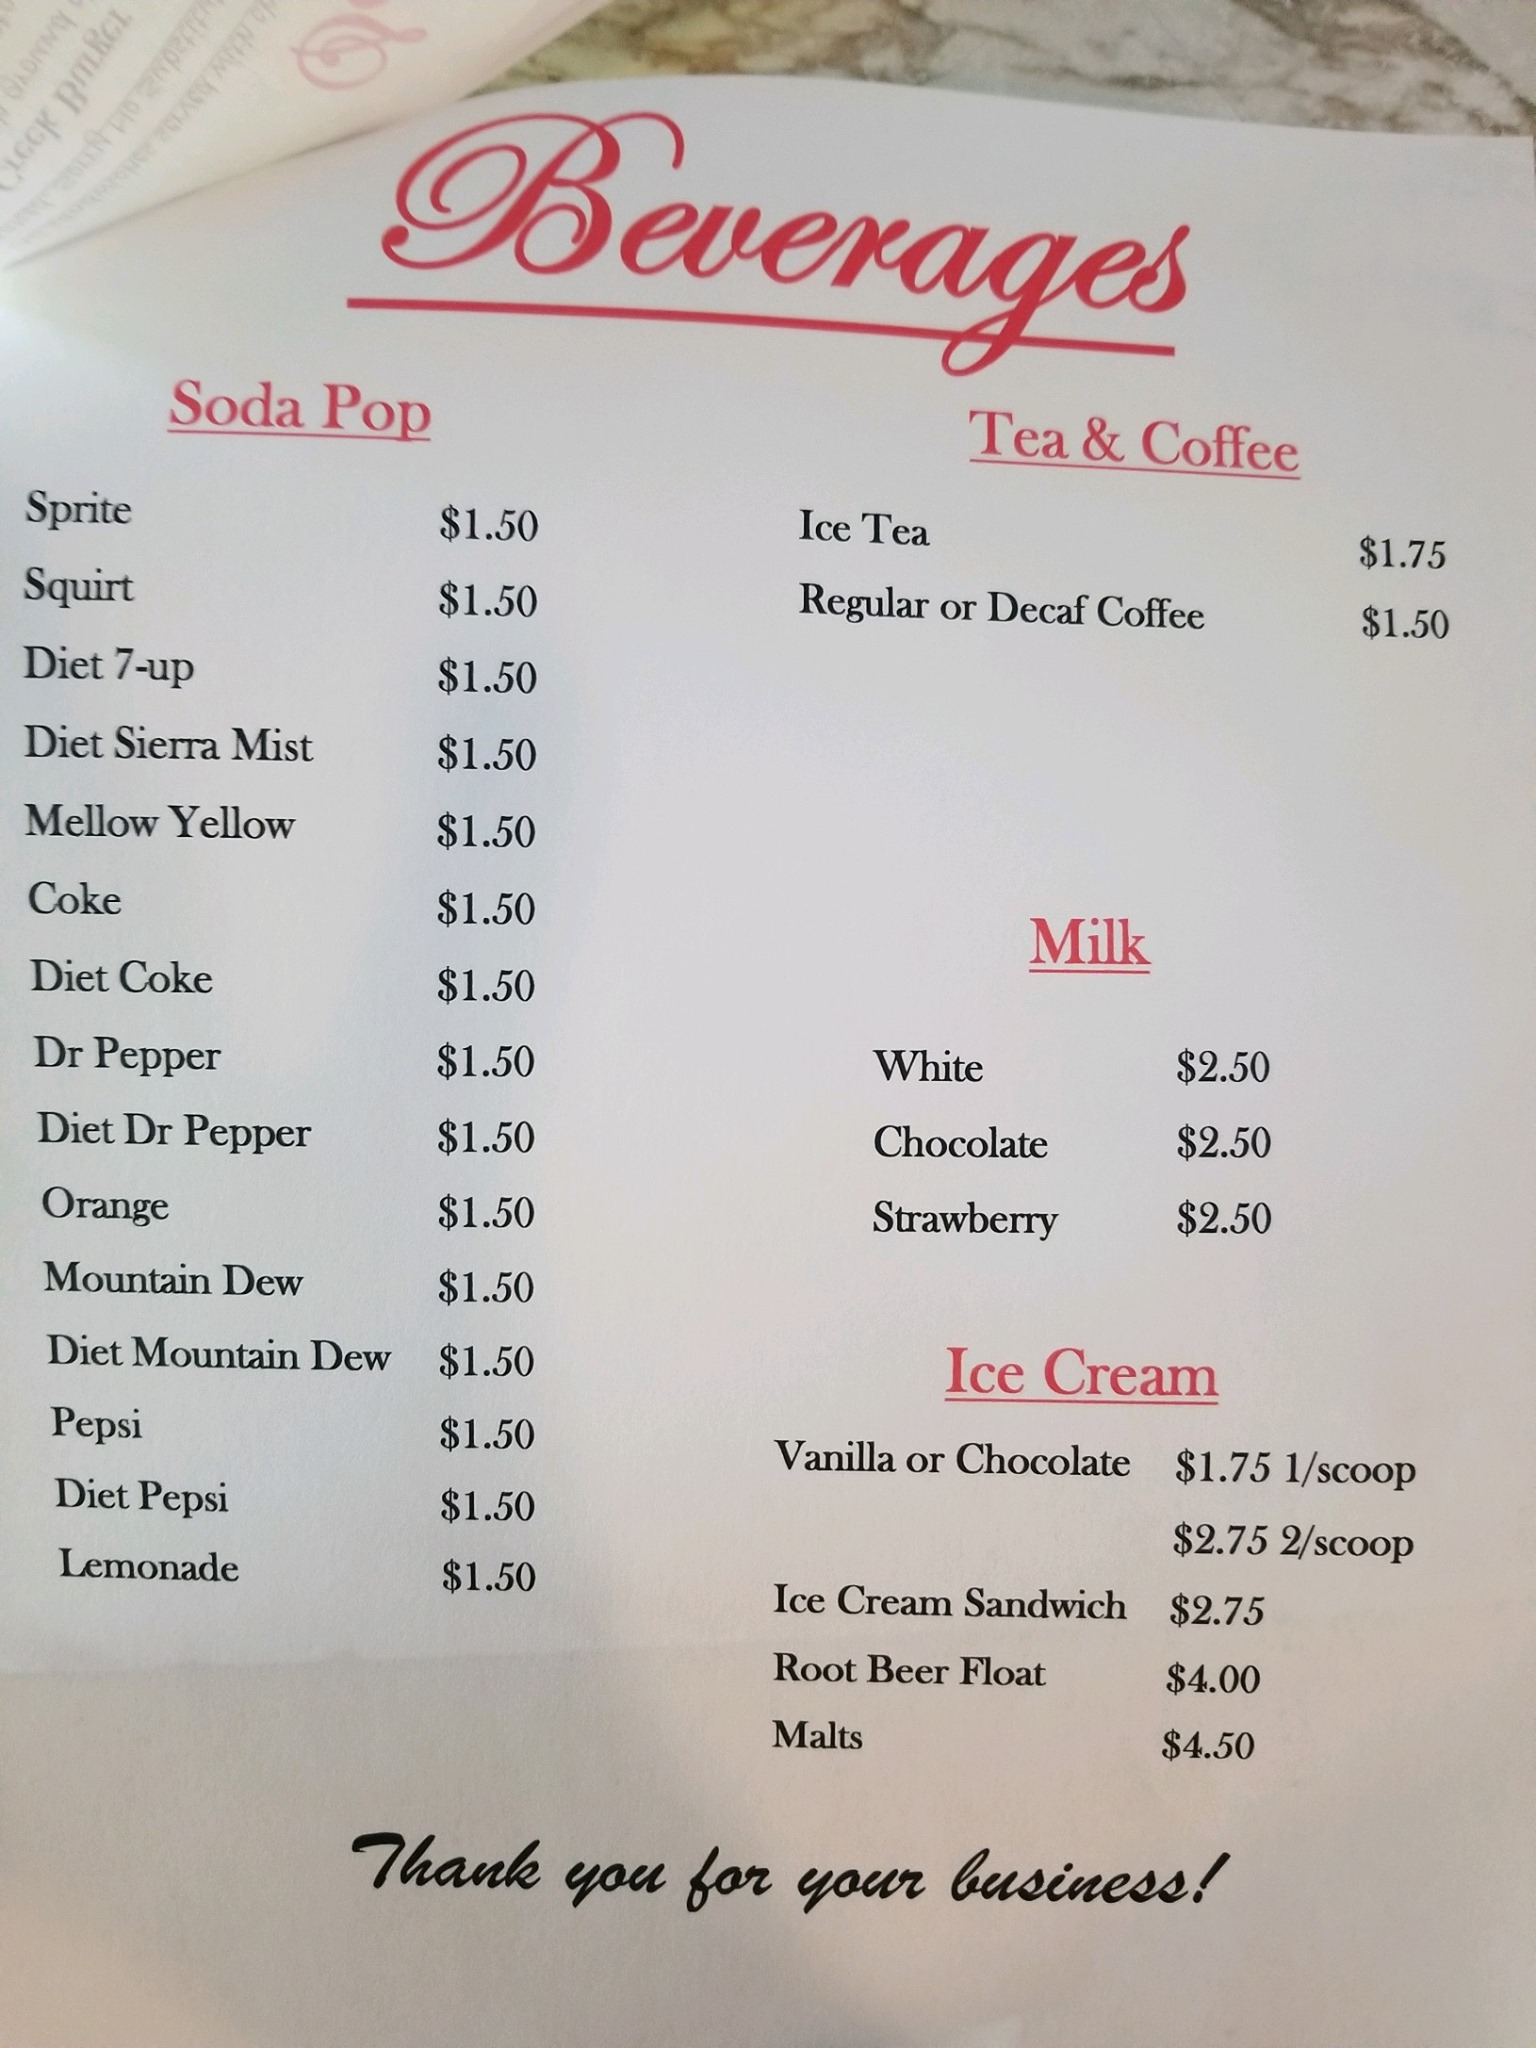 Beverages
Soda Pop
Sprite $1.50
Squirt $1.50
Diet 7-up $1.50
Diet Sierra Mist $1.50
Mellow Yellow $1.50
Coke $1.50
Diet Coke $1.50
Dr Pepper $1.50
Diet Dr Pepper $1.50
Orange $1.50
Mountain Dew $1.50
Diet Mountain Dew $1.50
Pepsi $1.50
Diet Pepsi $1.50
Lemonade $1.50
Tea & Coffee
Ice Tea $1.75
Regular or Decaf Coffee $1.50
Milk
White $2.50
Chocolate $2.50
Strawberry $2.50
Ice Cream
Vanilla or Chocolate $1.75 1/scoop
$2.75 2/scoop
Ice Cream Sandwich $2.75
Root Beer Float $4.00
Malts $4.50
Thank you for your business!